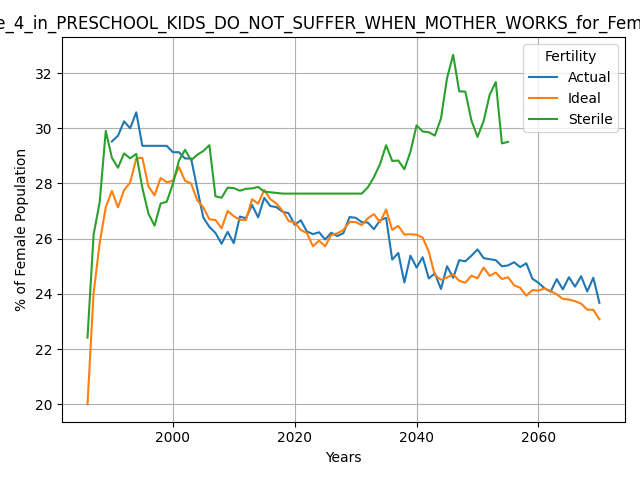 e_4_in_PRESCHOOL_KIDS_DO_NOT_SUFFER_WHEN_MOTHER_WORKS_for_Fem
Fertility
Actual
Ideal
Sterile
% of Female Population
32
30
28
26
24
22
20
2000
2020
2040
2060
Years